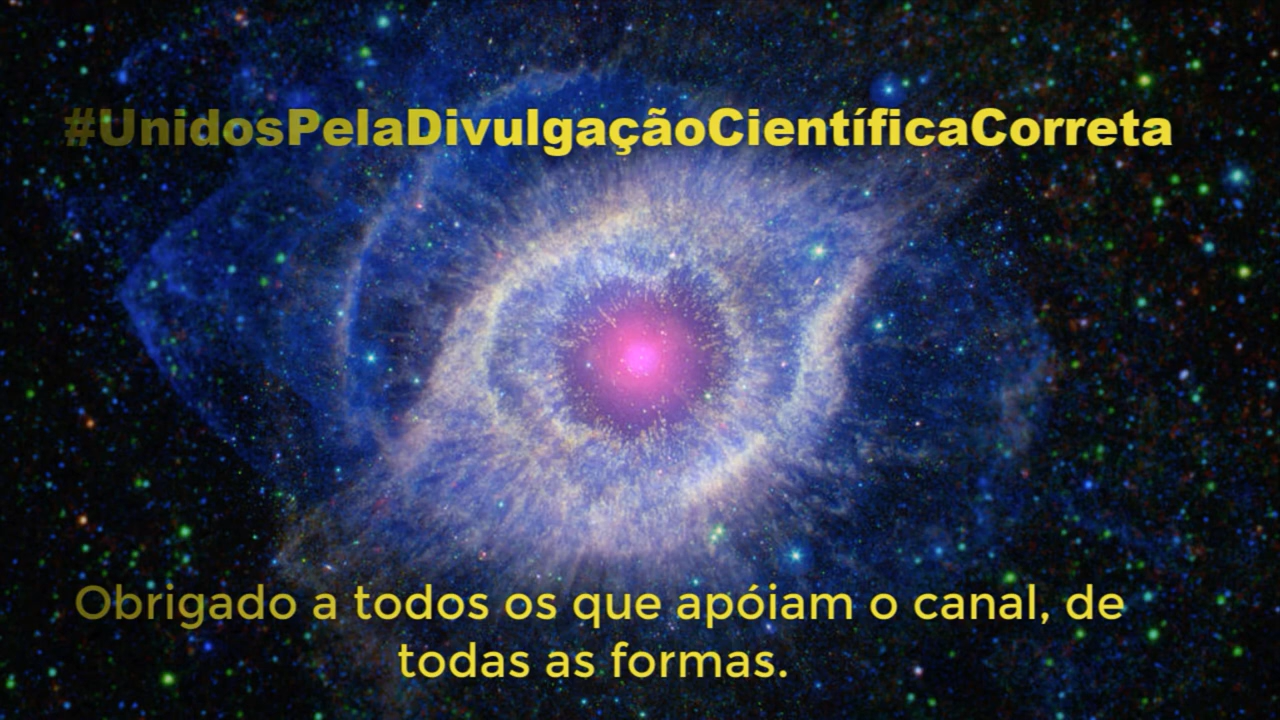 #UnidosPelaDivulgaçãoCientíficaCorreta
Obrigado a todos os que apóiam o canal, de
todas as formas.